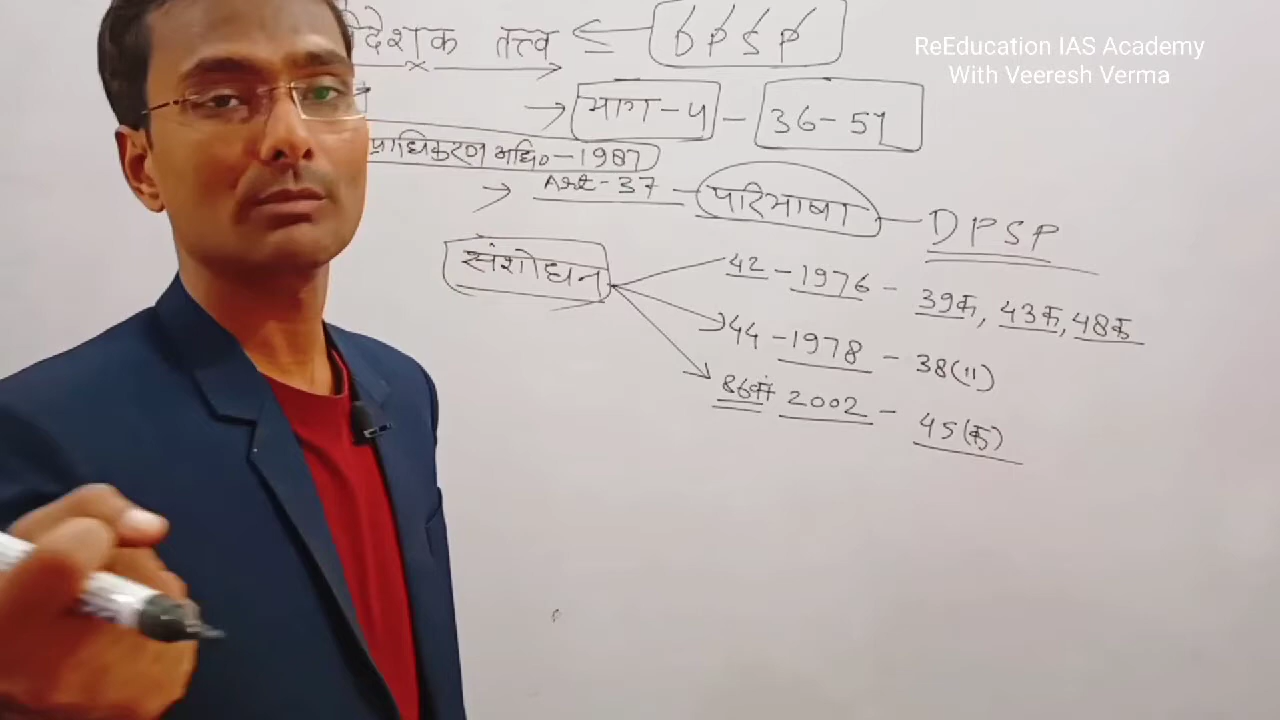 ReEducation IAS Academy
With Veeresh Verma
निदेशक तत्त्व DPSP
भाग-4 - 36-51
प्राधिकरण अधि० - 1987
Art-37 - परिभाषा - DPSP
संशोधन
42 - 1976 - 39क, 43क, 48क
44 - 1978 - 38(11)
86वां 2002 - 45(क)